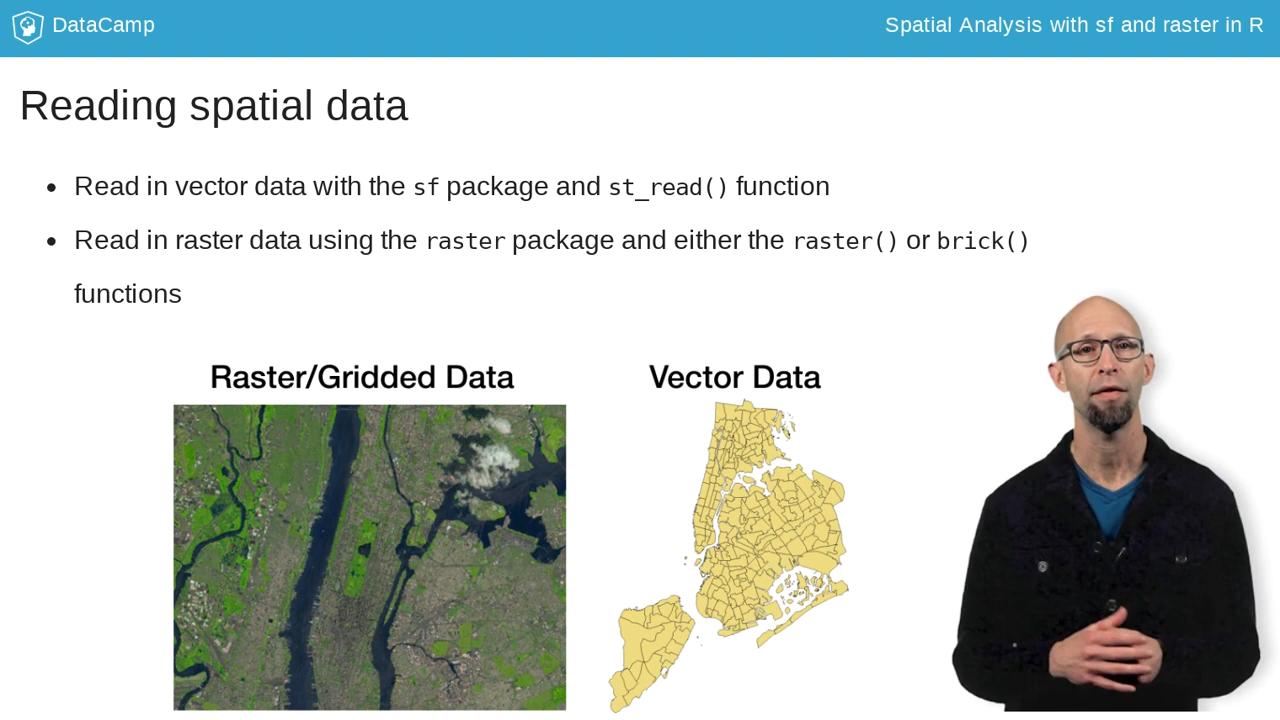 DataCamp
Spatial Analysis with sf and raster in R
Reading spatial data
• Read in vector data with the sf package and st_read() function
• Read in raster data using the raster package and either the raster() or brick()
functions
Raster/Gridded Data
Vector Data